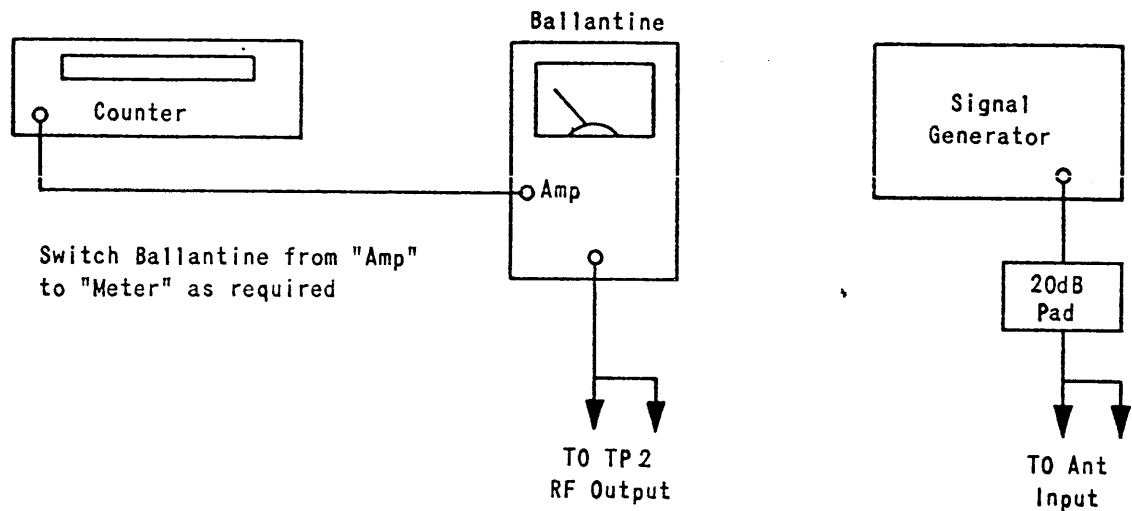 Ballantine
Counter
Amp
Switch Ballantine from "Amp"
to "Meter" as required
TO TP2
RF Output
Signal
Generator
20dB
Pad
TO Ant
Input